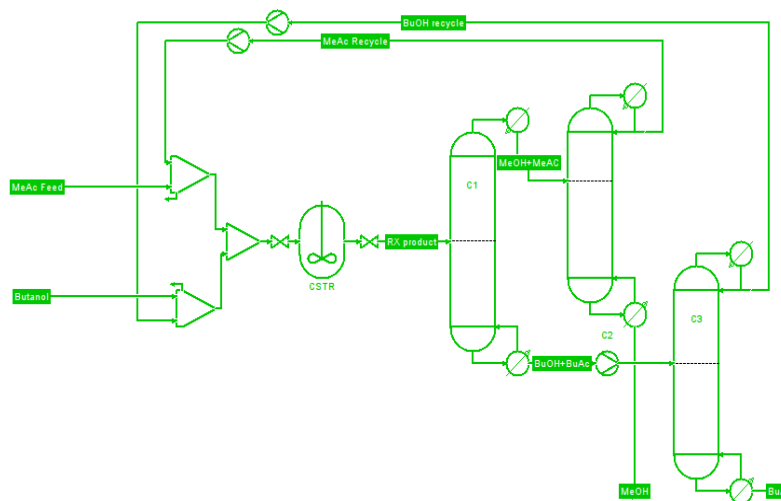 BuOH recycle
MeAc Recycle
MeOH+MeAC
C1
C2
C3
MeAc Feed
RX product
CSTR
Butanol
BuOH+BuAc
MeOH